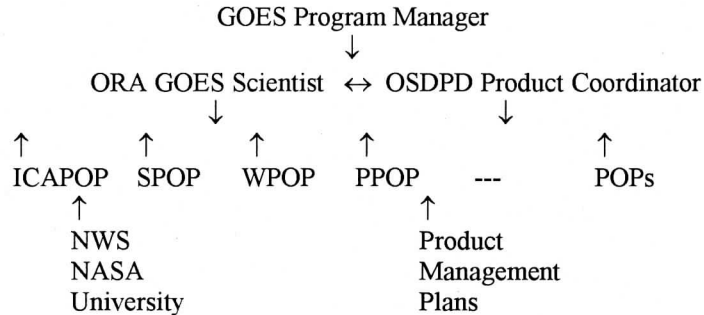 GOES Program Manager
↓
ORA GOES Scientist ↔ OSDPD Product Coordinator
↓ ↓
↑ ↑ ↑ ↑ ↑
ICAPOP SPOP WPOP PPOP --- POPs
↑ ↑
NWS Product
NASA Management
University Plans